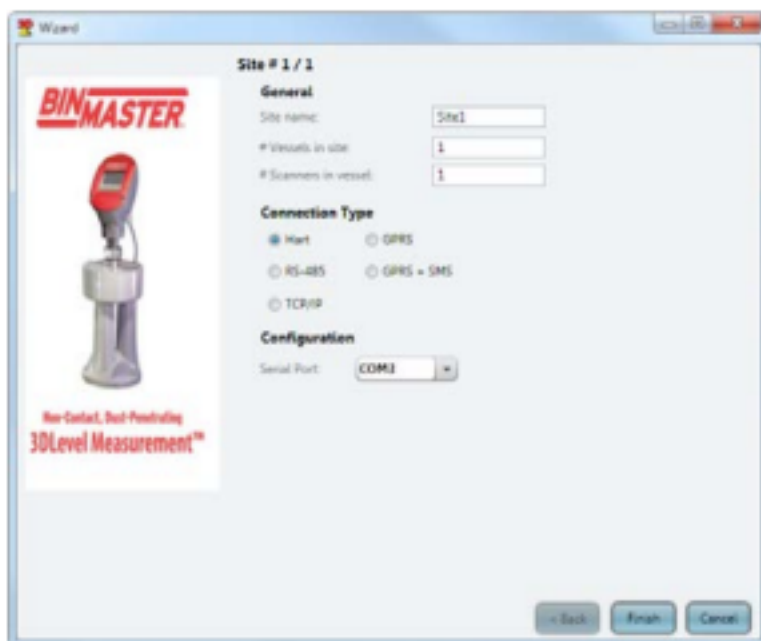 Wizard
Site # 1 / 1
BINMASTER
General
Site name: Site1
# Vessels in site: 1
# Scanners in vessel: 1
Connection Type
Hart GPRS
RS-485 GPRS + SMS
TCP/IP
Configuration
Serial Port:
Non-Contact, Dust-Penetrating
3DLevel Measurement™
< Back Finish Cancel